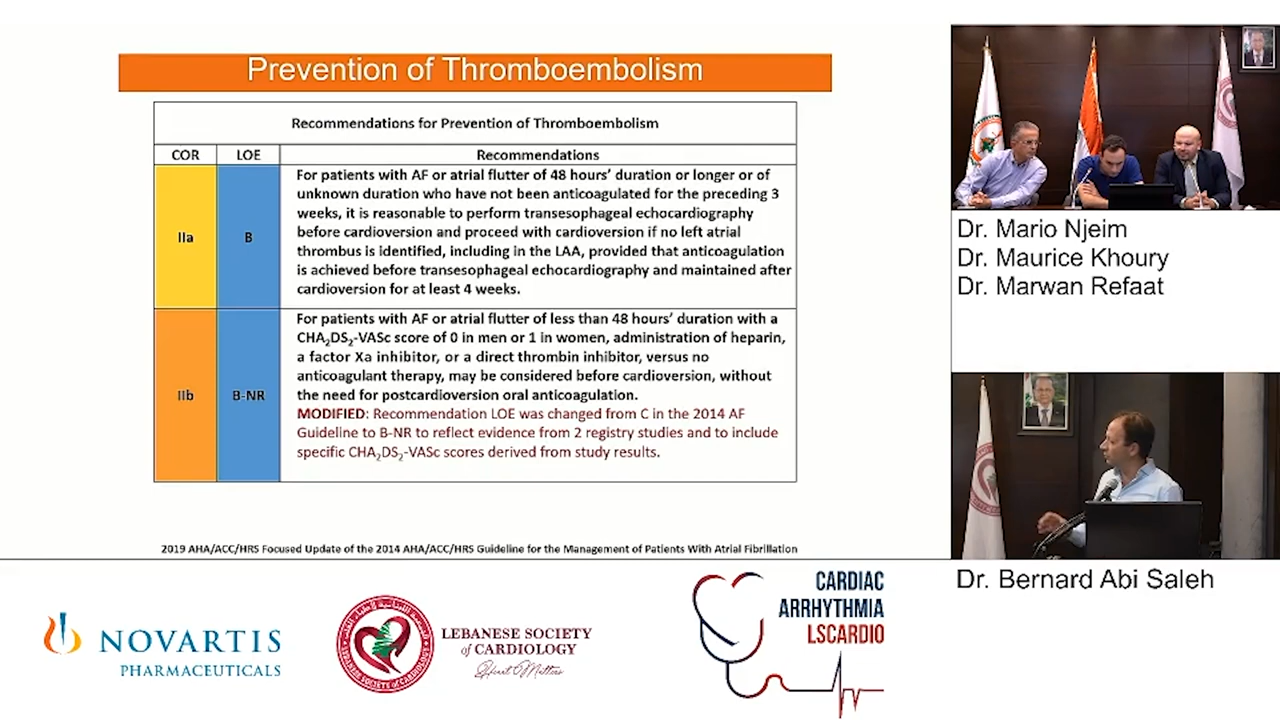 Prevention of Thromboembolism
Recommendations for Prevention of Thromboembolism
COR LOE Recommendations
IIa
B
For patients with AF or atrial flutter of 48 hours' duration or longer or of
unknown duration who have not been anticoagulated for the preceding 3
weeks, it is reasonable to perform transesophageal echocardiography
before cardioversion and proceed with cardioversion if no left atrial
thrombus is identified, including in the LAA, provided that anticoagulation
is achieved before transesophageal echocardiography and maintained after
cardioversion for at least 4 weeks.
IIb
B-NR
For patients with AF or atrial flutter of less than 48 hours' duration with a
CHA2DS2-VASc score of 0 in men or 1 in women, administration of heparin,
a factor Xa inhibitor, or a direct thrombin inhibitor, versus no
anticoagulant therapy, may be considered before cardioversion, without
the need for postcardioversion oral anticoagulation.
MODIFIED: Recommendation LOE was changed from C in the 2014 AF
Guideline to B-NR to reflect evidence from 2 registry studies and to include
specific CHA2DS2-VASc scores derived from study results.
2019 AHA/ACC/HRS Focused Update of the 2014 AHA/ACC/HRS Guideline for the Management of Patients With Atrial Fibrillation
Dr. Mario Njeim
Dr. Maurice Khoury
Dr. Marwan Refaat
Dr. Bernard Abi Saleh
NOVARTIS
PHARMACEUTICALS
LEBANESE SOCIETY OF CARDIOLOGY
LEBANESE SOCIETY
of CARDIOLOGY
Heart Matters
CARDIAC
ARRHYTHMIA
LSCARDIO